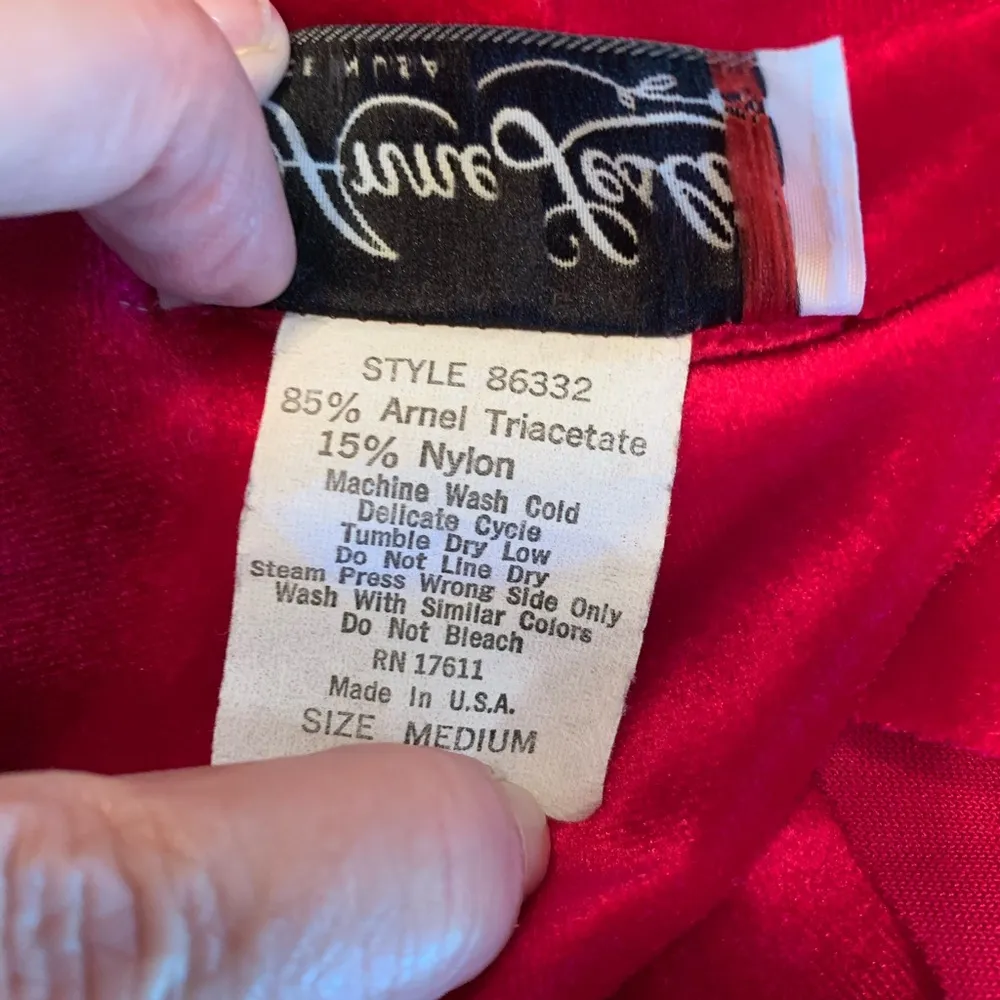 STYLE 86332
85% Arnel Triacetate
15% Nylon
Machine Wash Cold
Delicate Cycle
Tumble Dry Low
Do Not Line Dry
Steam Press Wrong Side Only
Wash With Similar Colors
Do Not Bleach
RN 17611
Made In U.S.A.
SIZE MEDIUM